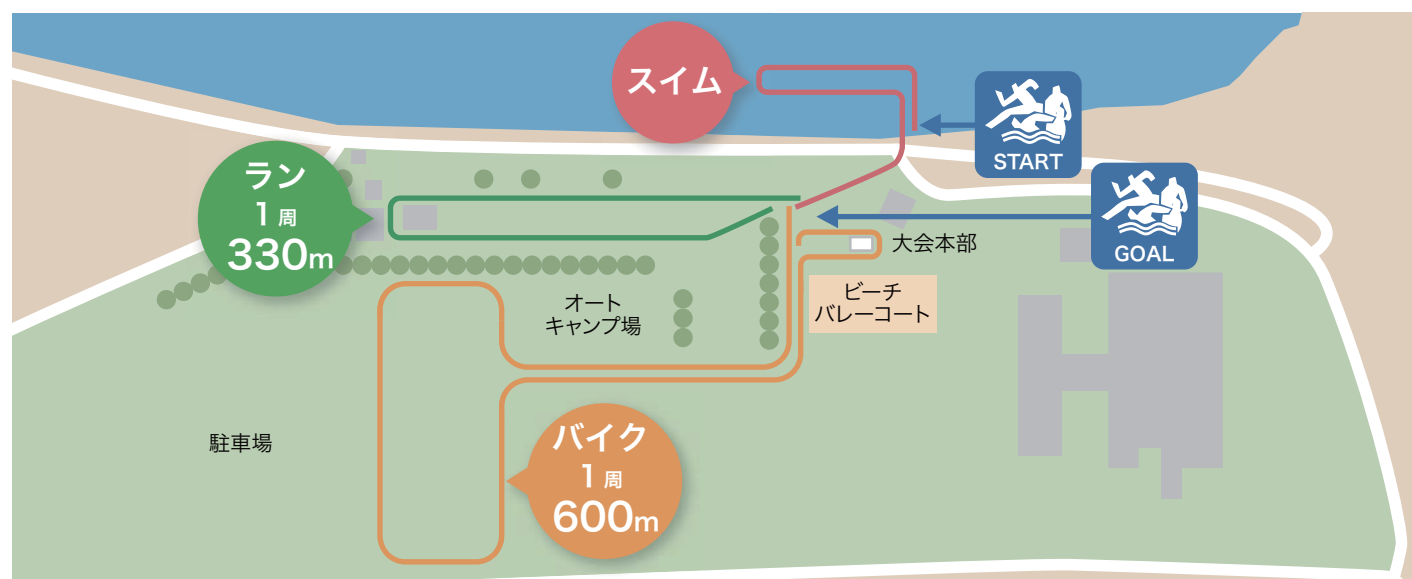 スイム
START
ラン
1周
330m
GOAL
大会本部
ビーチ
バレーコート
オート
キャンプ場
バイク
1周
600m
駐車場